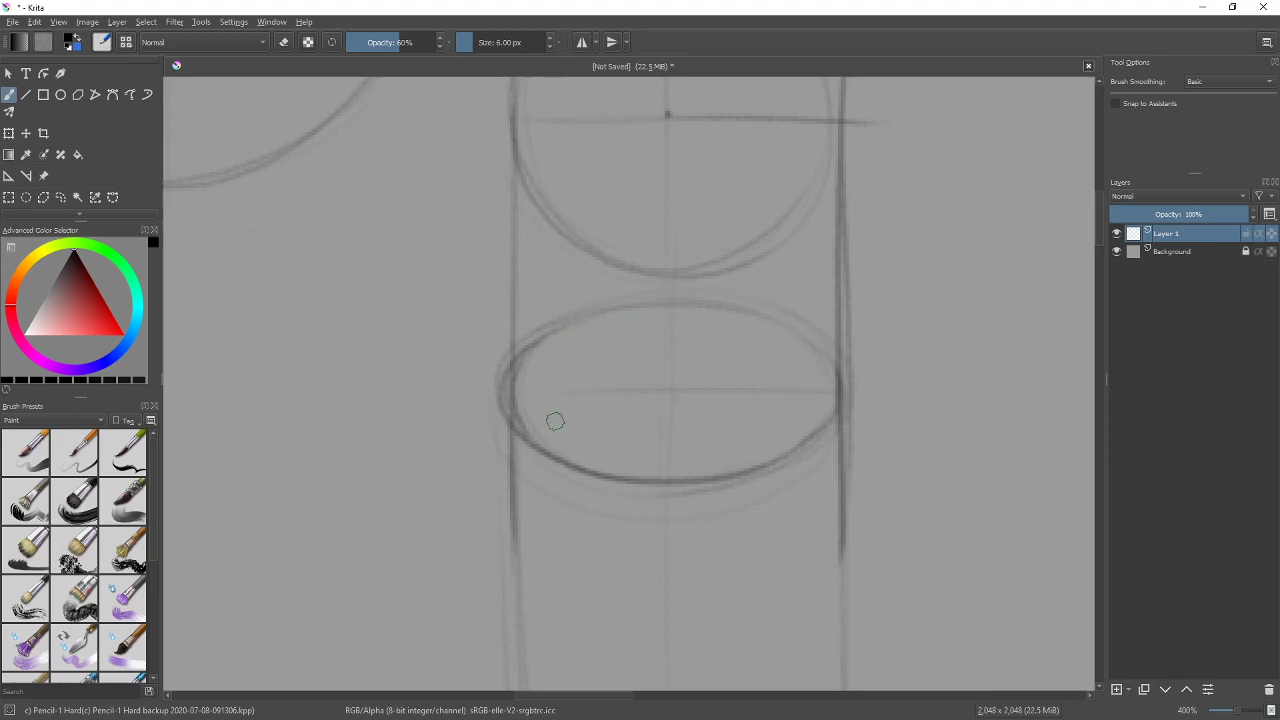 * - Krita
File Edit View Image Layer Select Filter Tools Settings Window Help
Normal Opacity: 60% Size: 6.00 px
[Not Saved] (22.5 MiB) *
Tool Options
Brush Smoothing: Basic
Snap to Assistants
Layers
Normal
Opacity: 100%
Layer 1
Background
Advanced Color Selector
Brush Presets
Paint Tag
Search
c) Pencil-1 Hard(c) Pencil-1 Hard backup 2020-07-08-091306.kpp) RGB/Alpha (8-bit integer/channel) sRGB-elle-V2-srgbtrc.icc 2,048 x 2,048 (22.5 MiB) 400%